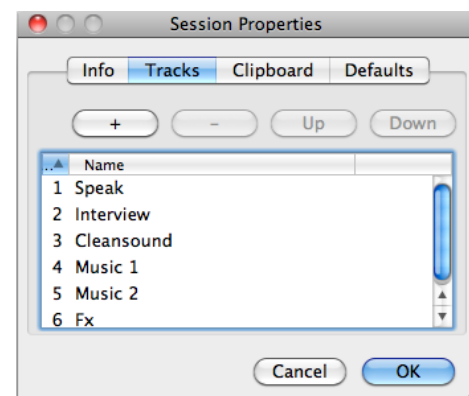 Session Properties
Info Tracks Clipboard Defaults
+ - Up Down
..▲ Name
1 Speak
2 Interview
3 Cleansound
4 Music 1
5 Music 2
6 Fx
Cancel OK